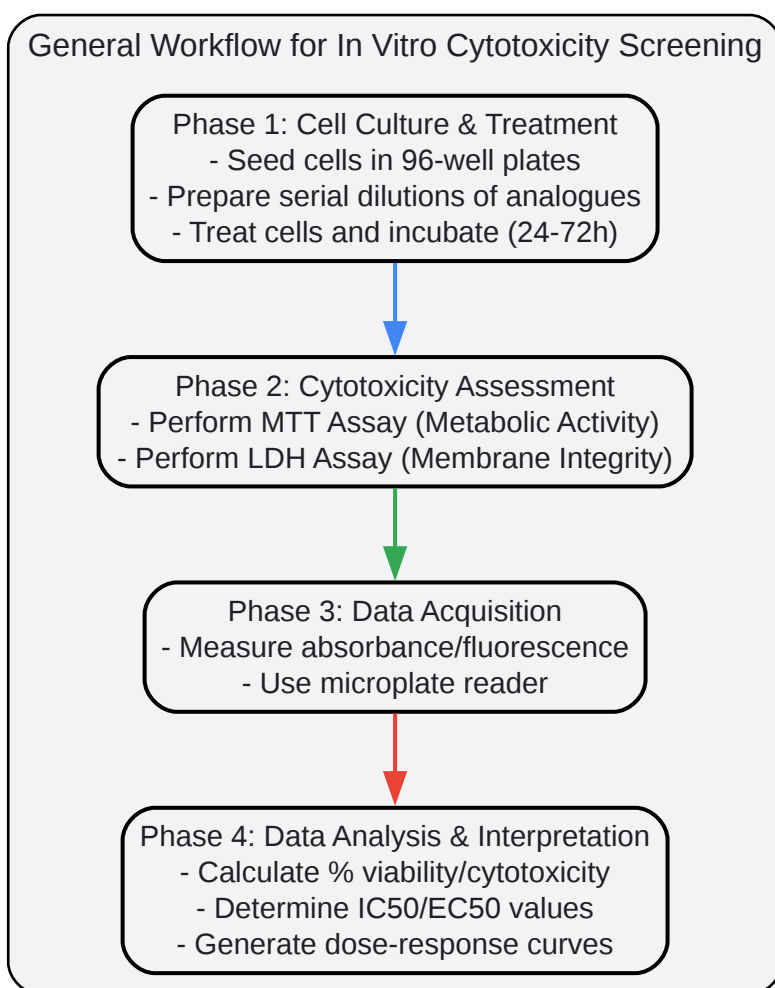 General Workflow for In Vitro Cytotoxicity Screening
Phase 1: Cell Culture & Treatment
- Seed cells in 96-well plates
- Prepare serial dilutions of analogues
- Treat cells and incubate (24-72h)
Phase 2: Cytotoxicity Assessment
- Perform MTT Assay (Metabolic Activity)
- Perform LDH Assay (Membrane Integrity)
Phase 3: Data Acquisition
- Measure absorbance/fluorescence
- Use microplate reader
Phase 4: Data Analysis & Interpretation
- Calculate % viability/cytotoxicity
- Determine IC50/EC50 values
- Generate dose-response curves